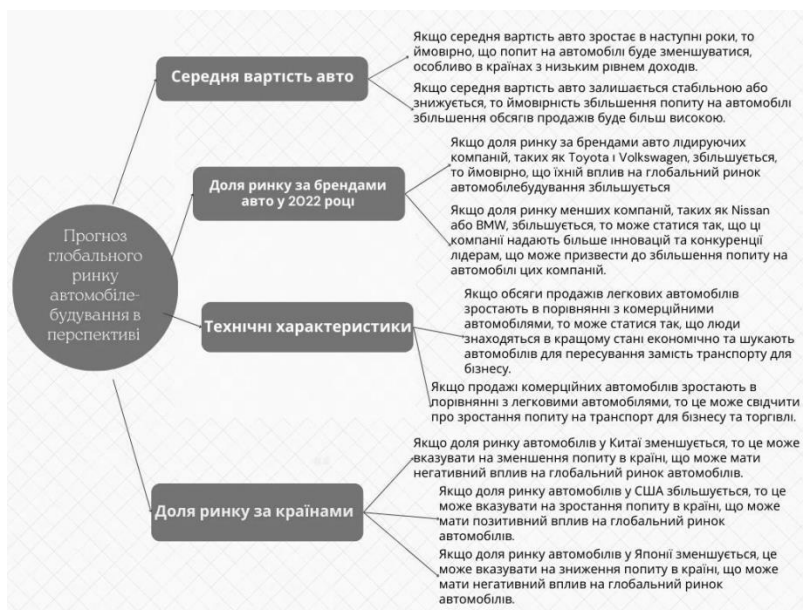 Прогноз
глобального
ринку
автомобіле-
будування в
перспективі
Середня вартість авто
Якщо середня вартість авто зростає в наступні роки, то
ймовірно, що попит на автомобілі буде зменшуватися,
особливо в країнах з низьким рівнем доходів.
Якщо середня вартість авто залишається стабільною або
знижується, то ймовірність збільшення попиту на автомобілі
збільшення обсягів продажів буде більш високою.
Доля ринку за брендами
авто у 2022 році
Якщо доля ринку за брендами авто лідируючих
компаній, таких як Toyota і Volkswagen, збільшується,
то ймовірно, що їхній вплив на глобальний ринок
автомобілебудування збільшується
Якщо доля ринку менших компаній, таких як Nissan
або BMW, збільшується, то може статися так, що ці
компанії надають більше інновацій та конкуренції
лідерам, що може призвести до збільшення попиту на
автомобілі цих компаній.
Технічні характеристики
Якщо обсяги продажів легкових автомобілів
зростають в порівнянні з комерційними
автомобілями, то може статися так, що люди
знаходяться в кращому стані економічно та шукають
автомобілів для пересування замість транспорту для
бізнесу.
Якщо продажі комерційних автомобілів зростають в
порівнянні з легковими автомобілями, то це може свідчити
про зростання попиту на транспорт для бізнесу та торгівлі.
Доля ринку за країнами
Якщо доля ринку автомобілів у Китаї зменшується, то це може
вказувати на зменшення попиту в країні, що може мати
негативний вплив на глобальний ринок автомобілів.
Якщо доля ринку автомобілів у США збільшується, то це
може вказувати на зростання попиту в країні, що може
мати позитивний вплив на глобальний ринок
автомобілів.
Якщо доля ринку автомобілів у Японії зменшується, це
може вказувати на зниження попиту в країні, що може
мати негативний вплив на глобальний ринок
автомобілів.